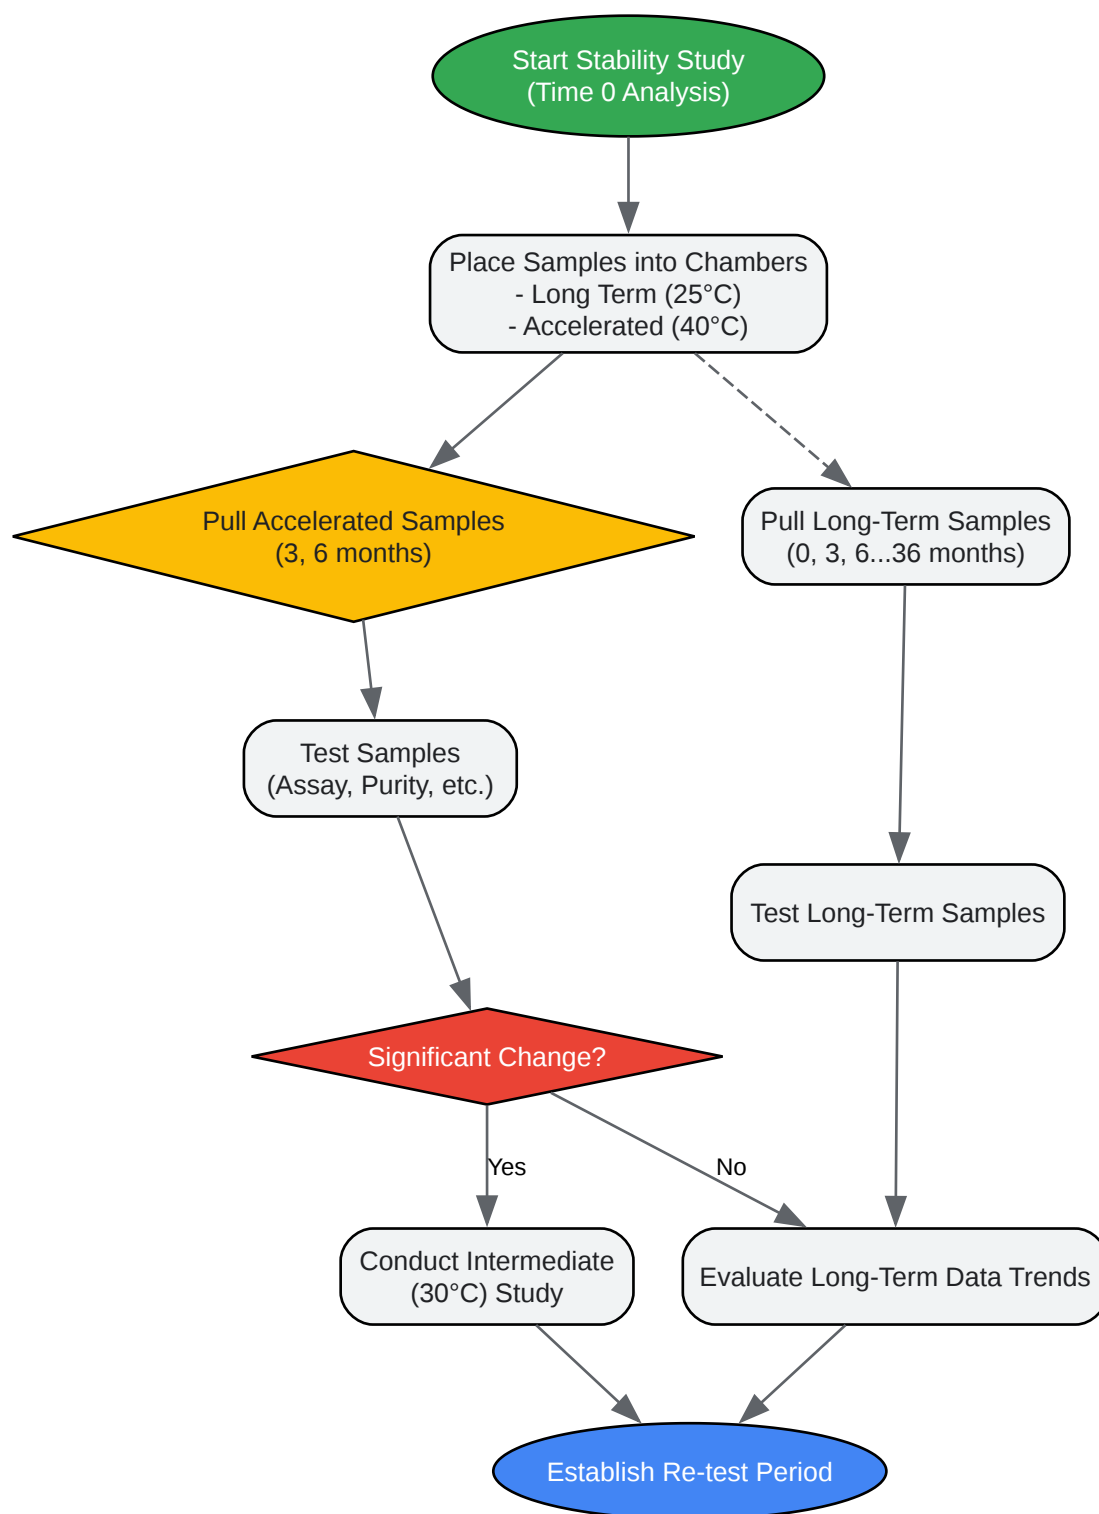 Start Stability Study
(Time 0 Analysis)
Place Samples into Chambers
- Long Term (25°C)
- Accelerated (40°C)
Pull Accelerated Samples
(3, 6 months)
Pull Long-Term Samples
(0, 3, 6...36 months)
Test Samples
(Assay, Purity, etc.)
Test Long-Term Samples
Significant Change?
Yes
No
Conduct Intermediate
(30°C) Study
Evaluate Long-Term Data Trends
Establish Re-test Period